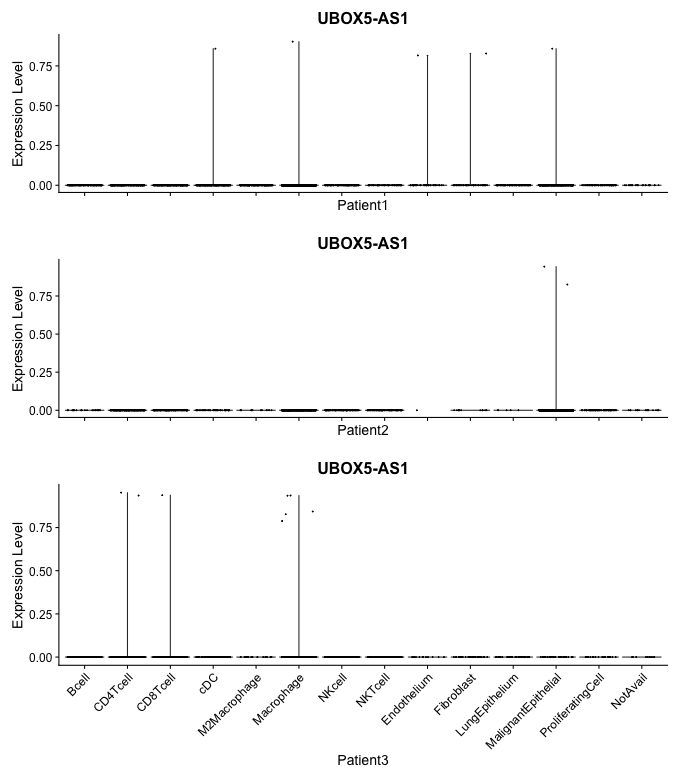 UBOX5-AS1
Expression Level
0.75
0.50
0.25
0.00
Patient1
UBOX5-AS1
Expression Level
0.75
0.50
0.25
0.00
Patient2
UBOX5-AS1
Expression Level
0.75
0.50
0.25
0.00
Bcell
CD4Tcell
CD8Tcell
cDC
M2Macrophage
Macrophage
NKcell
NKTcell
Endothelium
Fibroblast
LungEpithelium
MalignantEpithelial
ProliferatingCell
NotAvail
Patient3